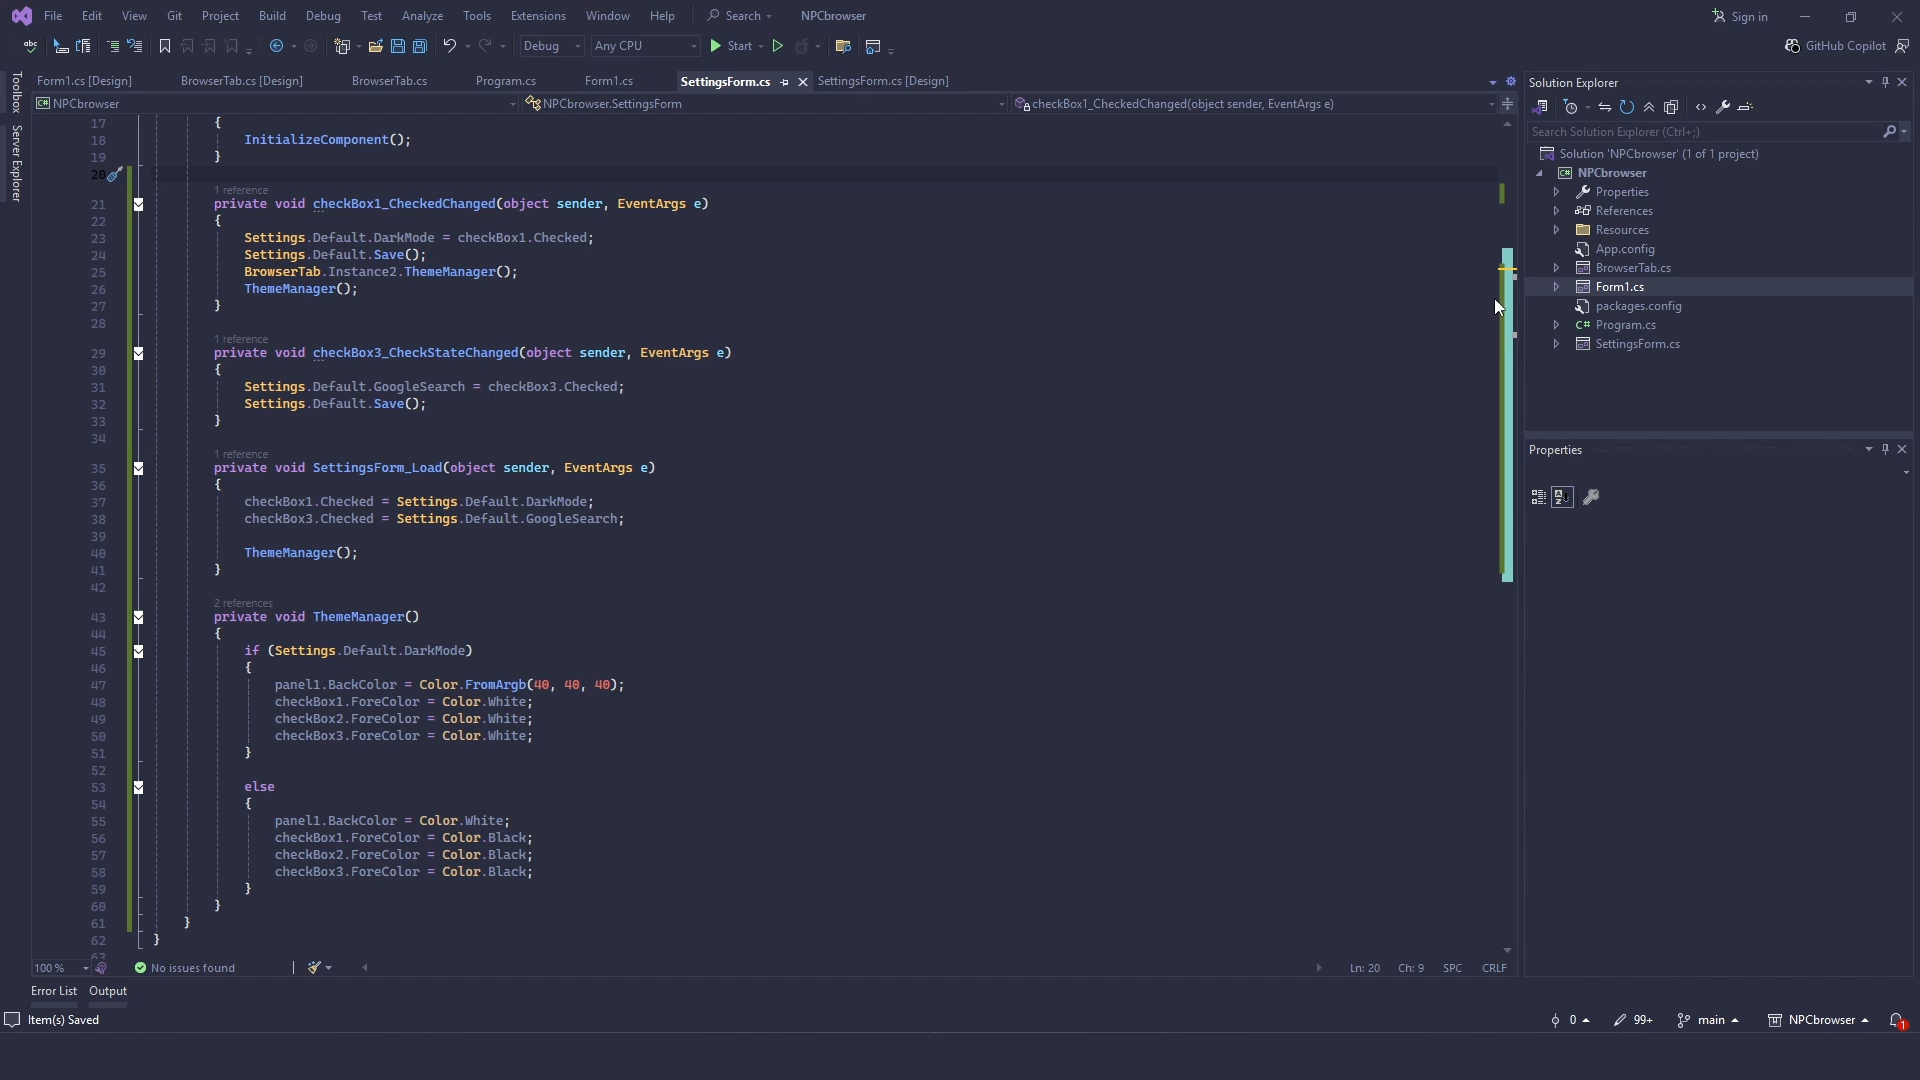 File Edit View Git Project Build Debug Test Analyze Tools Extensions Window Help Search NPCbrowser Sign in
abc Debug Any CPU Start GitHub Copilot
Form1.cs [Design] BrowserTab.cs [Design] BrowserTab.cs Program.cs Form1.cs SettingsForm.cs SettingsForm.cs [Design]
C# NPCbrowser NPCbrowser.SettingsForm checkBox1_CheckedChanged(object sender, EventArgs e)
Toolbox
Server Explorer
17 {
18 InitializeComponent();
19 }
20
1 reference
21 private void checkBox1_CheckedChanged(object sender, EventArgs e)
22 {
23 Settings.Default.DarkMode = checkBox1.Checked;
24 Settings.Default.Save();
25 BrowserTab.Instance2.ThemeManager();
26 ThemeManager();
27 }
28
1 reference
29 private void checkBox3_CheckStateChanged(object sender, EventArgs e)
30 {
31 Settings.Default.GoogleSearch = checkBox3.Checked;
32 Settings.Default.Save();
33 }
34
1 reference
35 private void SettingsForm_Load(object sender, EventArgs e)
36 {
37 checkBox1.Checked = Settings.Default.DarkMode;
38 checkBox3.Checked = Settings.Default.GoogleSearch;
39
40 ThemeManager();
41 }
42
2 references
43 private void ThemeManager()
44 {
45 if (Settings.Default.DarkMode)
46 {
47 panel1.BackColor = Color.FromArgb(40, 40, 40);
48 checkBox1.ForeColor = Color.White;
49 checkBox2.ForeColor = Color.White;
50 checkBox3.ForeColor = Color.White;
51 }
52
53 else
54 {
55 panel1.BackColor = Color.White;
56 checkBox1.ForeColor = Color.Black;
57 checkBox2.ForeColor = Color.Black;
58 checkBox3.ForeColor = Color.Black;
59 }
60 }
61 }
62 }
63
100 % No issues found Ln: 20 Ch: 9 SPC CRLF
Error List Output
Item(s) Saved 0 99+ main NPCbrowser 1
Solution Explorer
Search Solution Explorer (Ctrl+;)
Solution 'NPCbrowser' (1 of 1 project)
C# NPCbrowser
Properties
References
Resources
App.config
BrowserTab.cs
Form1.cs
packages.config
C# Program.cs
SettingsForm.cs
Properties